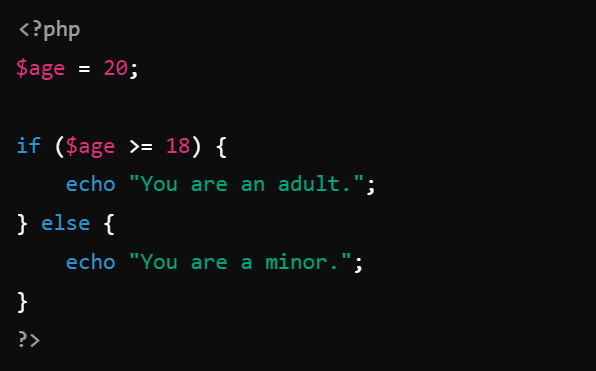 <?php
$age = 20;

if ($age >= 18) {
    echo "You are an adult.";
} else {
    echo "You are a minor.";
}
?>